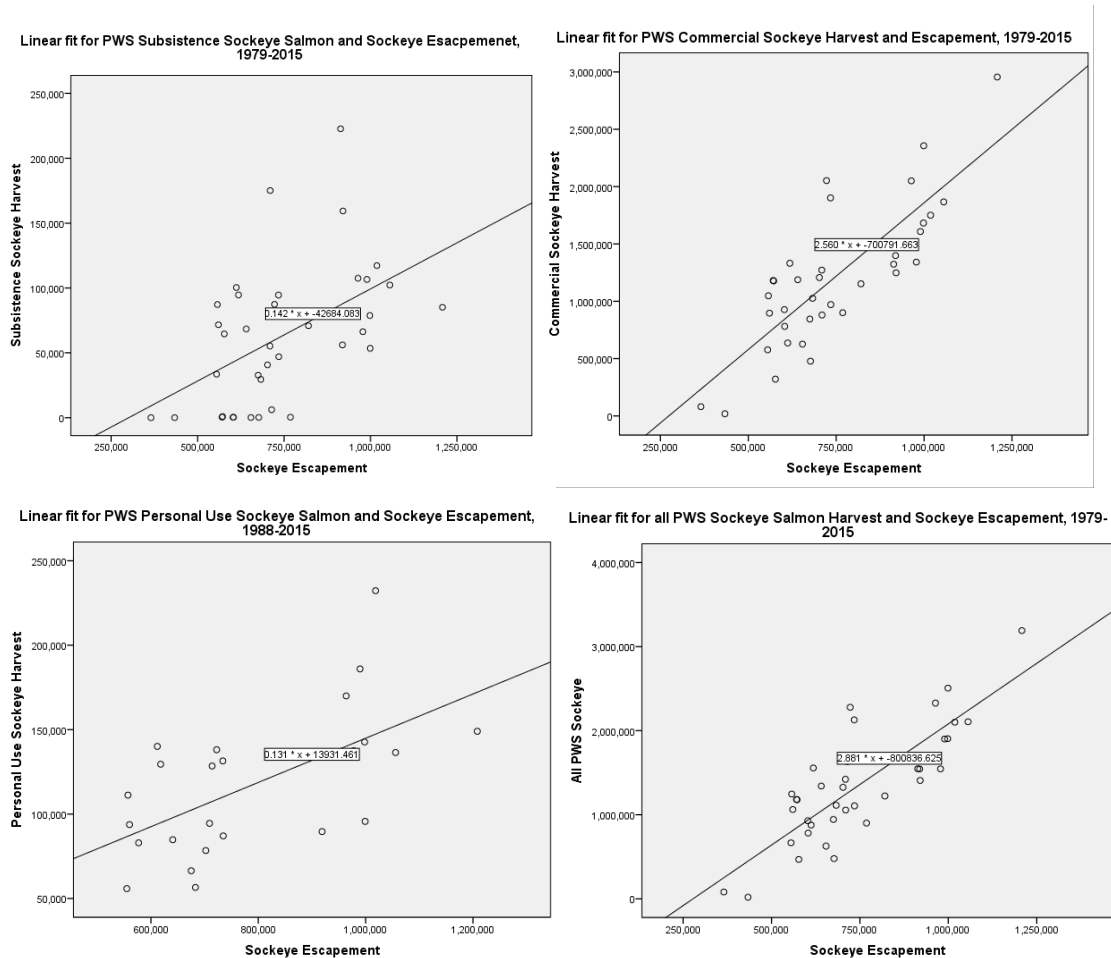 Linear fit for PWS Subsistence Sockeye Salmon and Sockeye Esacpemenet,
1979-2015
250,000
200,000
150,000
100,000
50,000
0
Subsistence Sockeye Harvest
0.142 * x + -42684.083
250,000
500,000
750,000
1,000,000
1,250,000
Sockeye Escapement
Linear fit for PWS Commercial Sockeye Harvest and Escapement, 1979-2015
3,000,000
2,500,000
2,000,000
1,500,000
1,000,000
500,000
0
Commercial Sockeye Harvest
2.560 * x + -700791.663
250,000
500,000
750,000
1,000,000
1,250,000
Sockeye Escapement
Linear fit for PWS Personal Use Sockeye Salmon and Sockeye Escapement,
1988-2015
250,000
200,000
150,000
100,000
50,000
Personal Use Sockeye Harvest
0.131 * x + 13931.461
600,000
800,000
1,000,000
1,200,000
Sockeye Escapement
Linear fit for all PWS Sockeye Salmon Harvest and Sockeye Escapement, 1979-
2015
4,000,000
3,000,000
2,000,000
1,000,000
0
All PWS Sockeye
2.881 * x + -800836.625
250,000
500,000
750,000
1,000,000
1,250,000
Sockeye Escapement